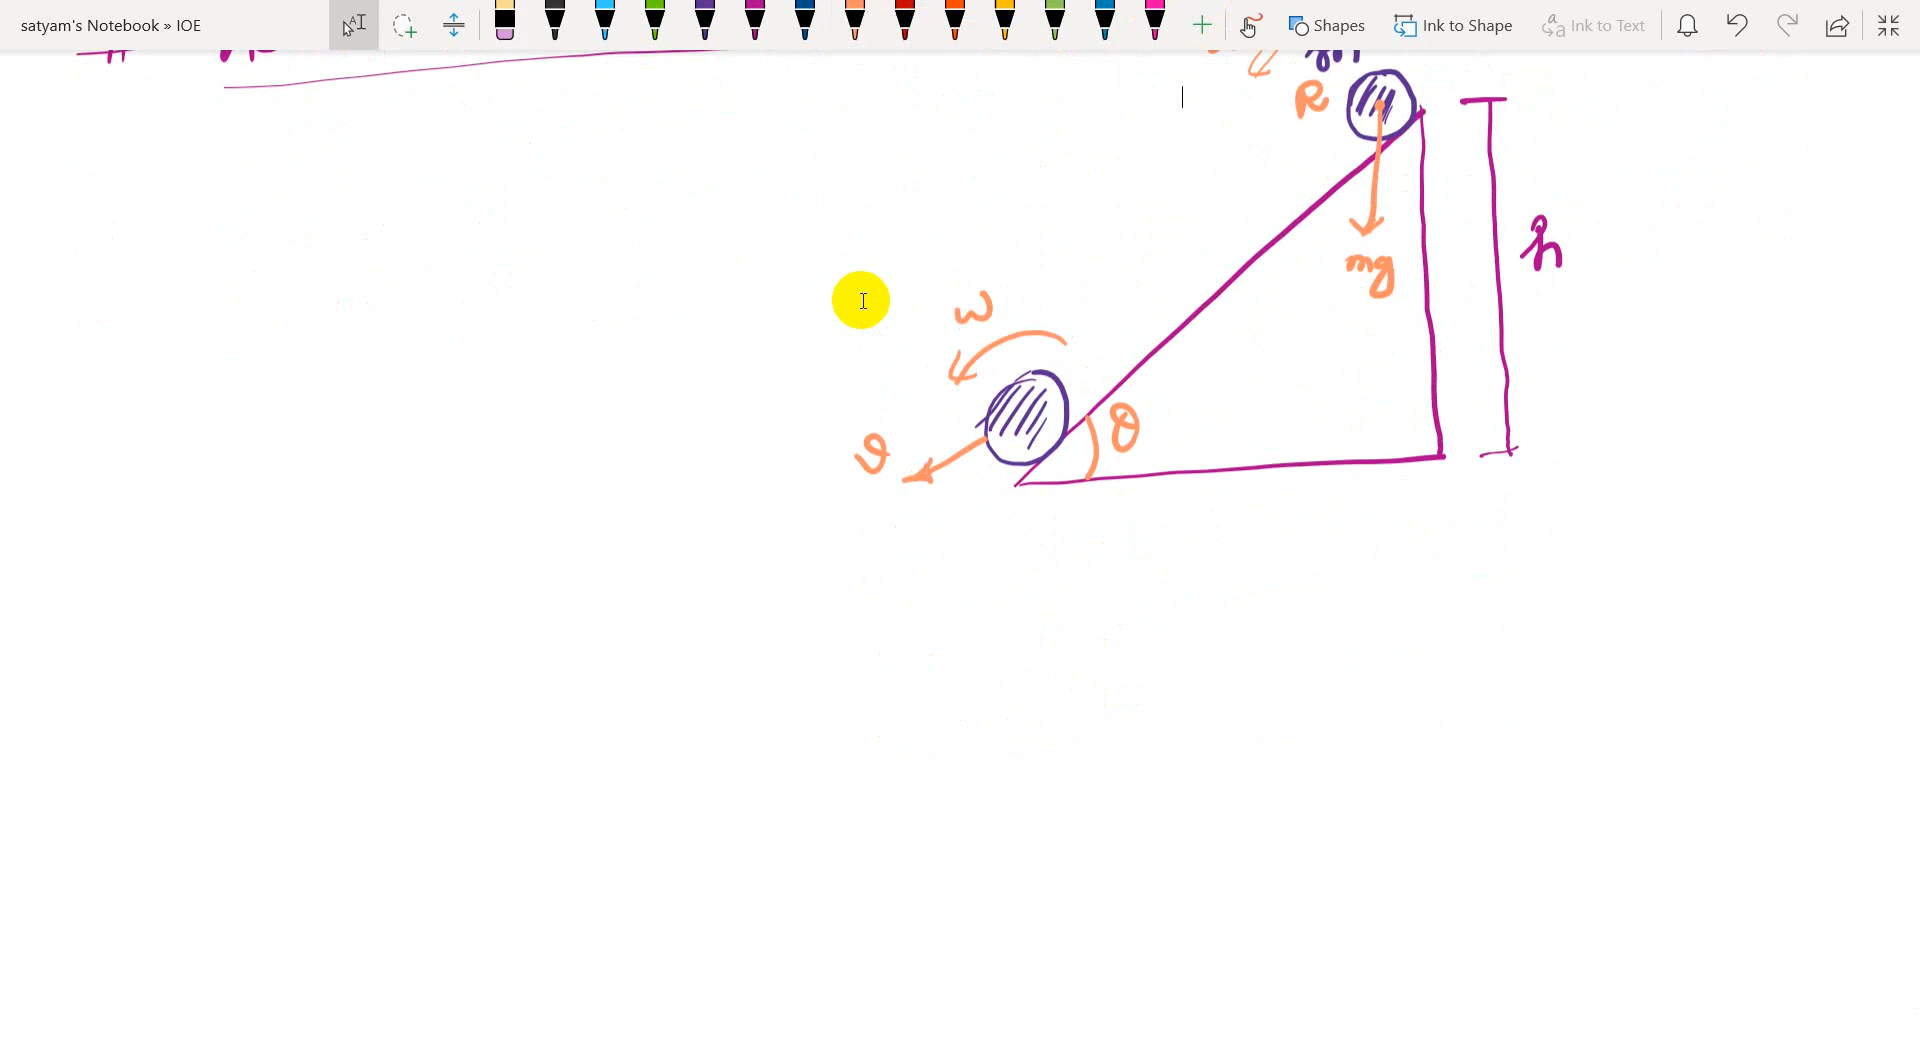 satyam's Notebook » IOE
Shapes
Ink to Shape
Ink to Text
R
h
mg
ω
θ
ϑ